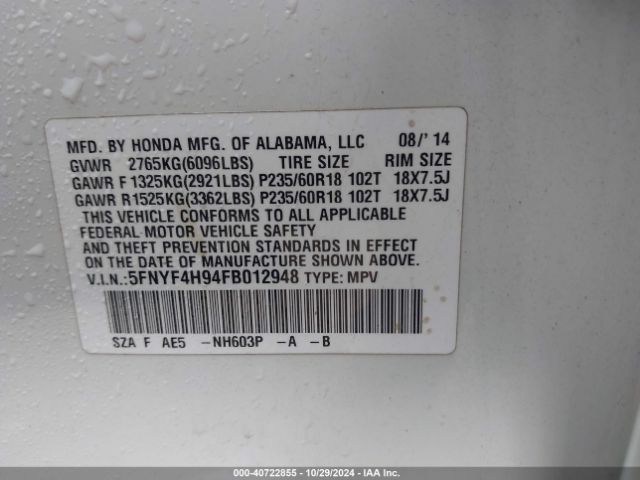 MFD. BY HONDA MFG. OF ALABAMA, LLC 08/'14
GVWR 2765KG(6096LBS) TIRE SIZE RIM SIZE
GAWR F 1325KG(2921LBS) P235/60R18 102T 18X7.5J
GAWR R1525KG(3362LBS) P235/60R18 102T 18X7.5J
THIS VEHICLE CONFORMS TO ALL APPLICABLE
FEDERAL MOTOR VEHICLE SAFETY
AND THEFT PREVENTION STANDARDS IN EFFECT
ON THE DATE OF MANUFACTURE SHOWN ABOVE.
V.I.N.:5FNYF4H94FB012948 TYPE: MPV
SZA F AE5 -NH603P -A -B
000-40722855 - 10/29/2024 - IAA Inc.